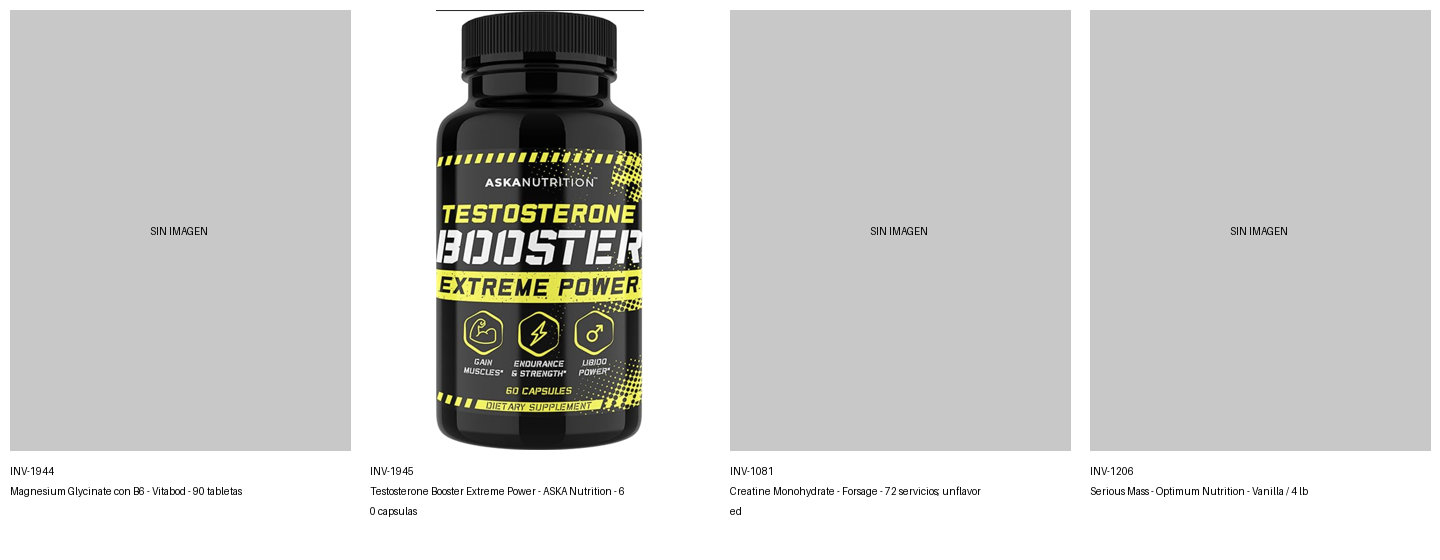 SIN IMAGEN
ASKANUTRITION™
TESTOSTERONE
BOOSTER
EXTREME POWER
GAIN
MUSCLES*
ENDURANCE
& STRENGTH*
LIBIDO
POWER*
60 CAPSULES
DIETARY SUPPLEMENT
SIN IMAGEN
SIN IMAGEN
INV-1944
Magnesium Glycinate con B6 - Vitabod - 90 tabletas
INV-1945
Testosterone Booster Extreme Power - ASKA Nutrition - 6
0 capsulas
INV-1081
Creatine Monohydrate - Forsage - 72 servicios; unflavor
ed
INV-1206
Serious Mass - Optimum Nutrition - Vanilla / 4 lb